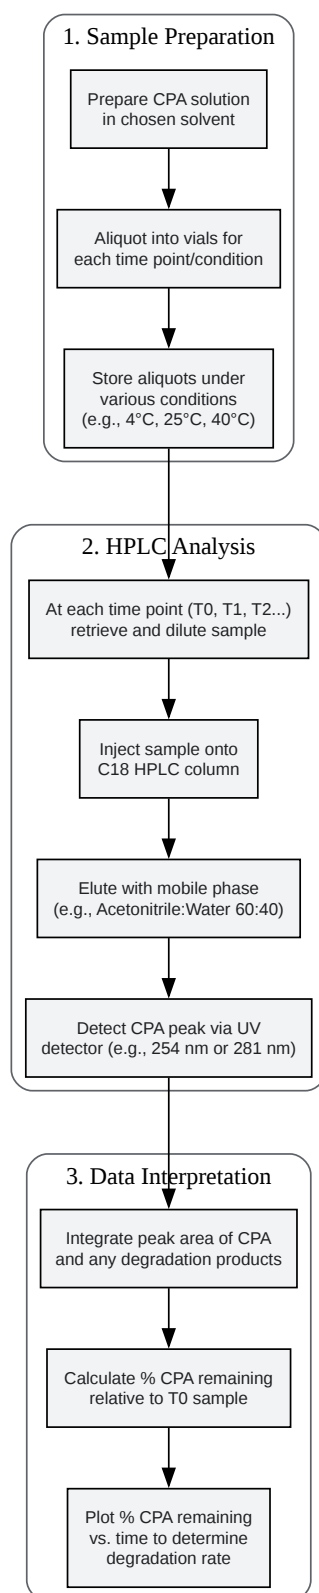 1. Sample Preparation
Prepare CPA solution
in chosen solvent
Aliquot into vials for
each time point/condition
Store aliquots under
various conditions
(e.g., 4°C, 25°C, 40°C)
2. HPLC Analysis
At each time point (T0, T1, T2...)
retrieve and dilute sample
Inject sample onto
C18 HPLC column
Elute with mobile phase
(e.g., Acetonitrile:Water 60:40)
Detect CPA peak via UV
detector (e.g., 254 nm or 281 nm)
3. Data Interpretation
Integrate peak area of CPA
and any degradation products
Calculate % CPA remaining
relative to T0 sample
Plot % CPA remaining
vs. time to determine
degradation rate